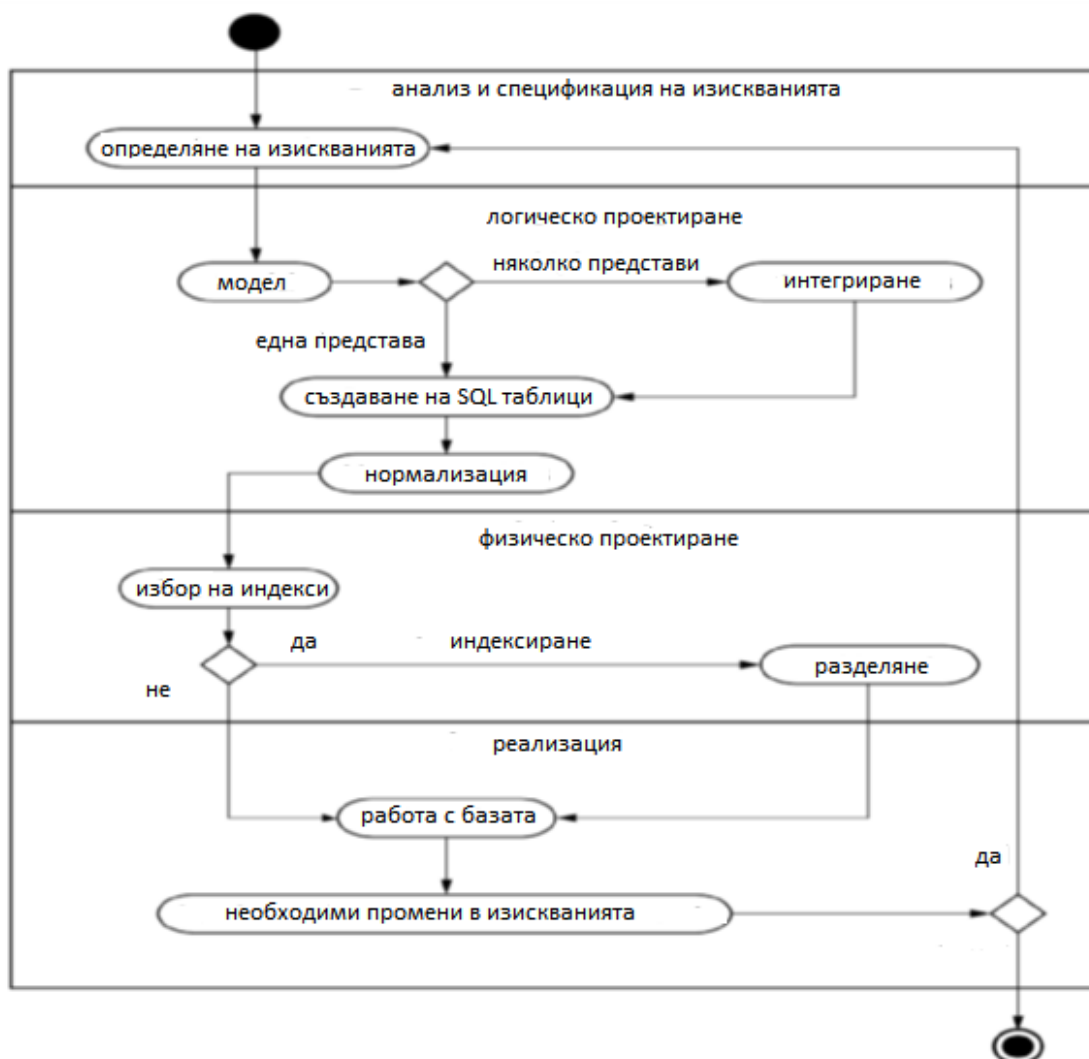 анализ и спецификация на изискванията
определяне на изискванията
логическо проектиране
модел
няколко представи
интегриране
една представа
създаване на SQL таблици
нормализация
физическо проектиране
избор на индекси
да
индексиране
разделяне
не
реализация
работа с базата
да
необходими промени в изискванията